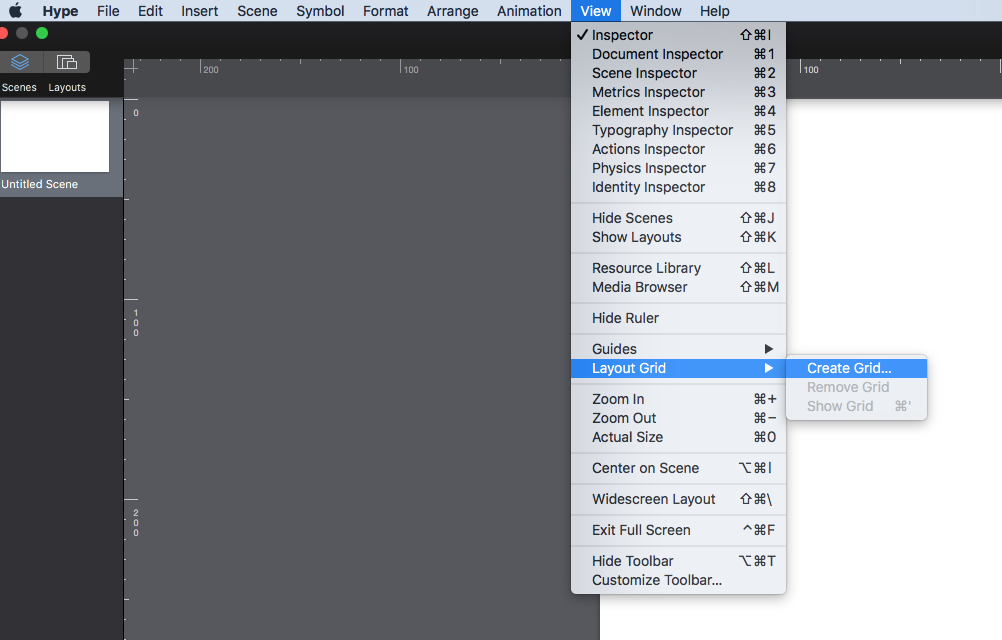 Hype File Edit Insert Scene Symbol Format Arrange Animation View Window Help
Scenes Layouts
200 100 100
Untitled Scene
0
100
200
✓ Inspector ⇧⌘I
Document Inspector ⌘1
Scene Inspector ⌘2
Metrics Inspector ⌘3
Element Inspector ⌘4
Typography Inspector ⌘5
Actions Inspector ⌘6
Physics Inspector ⌘7
Identity Inspector ⌘8
Hide Scenes ⇧⌘J
Show Layouts ⇧⌘K
Resource Library ⇧⌘L
Media Browser ⇧⌘M
Hide Ruler
Guides ▶
Layout Grid ▶
Create Grid...
Remove Grid
Show Grid ⌘'
Zoom In ⌘+
Zoom Out ⌘−
Actual Size ⌘0
Center on Scene ⌥⌘I
Widescreen Layout ⇧⌘\
Exit Full Screen ^⌘F
Hide Toolbar ⌥⌘T
Customize Toolbar...